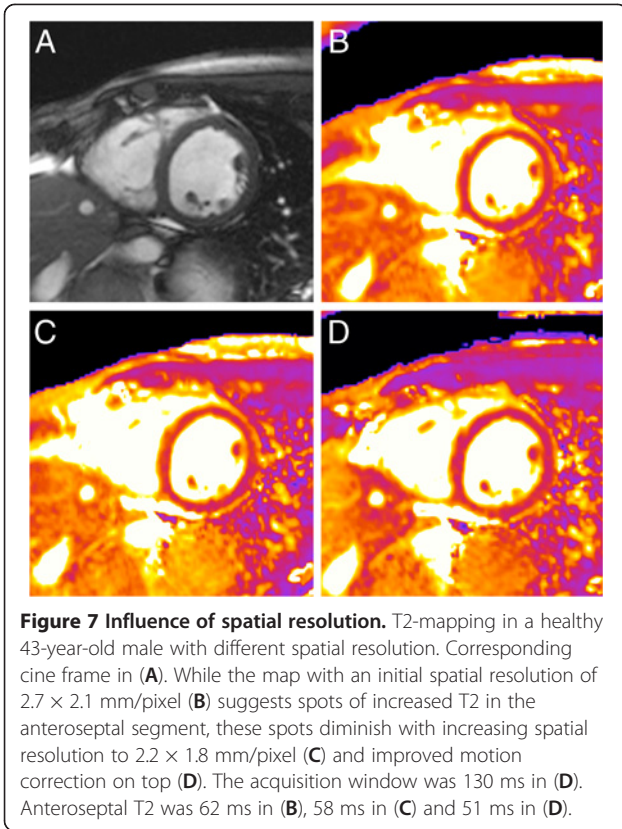 A
B
C
D
Figure 7 Influence of spatial resolution. T2-mapping in a healthy
43-year-old male with different spatial resolution. Corresponding
cine frame in (A). While the map with an initial spatial resolution of
2.7 × 2.1 mm/pixel (B) suggests spots of increased T2 in the
anteroseptal segment, these spots diminish with increasing spatial
resolution to 2.2 × 1.8 mm/pixel (C) and improved motion
correction on top (D). The acquisition window was 130 ms in (D).
Anteroseptal T2 was 62 ms in (B), 58 ms in (C) and 51 ms in (D).